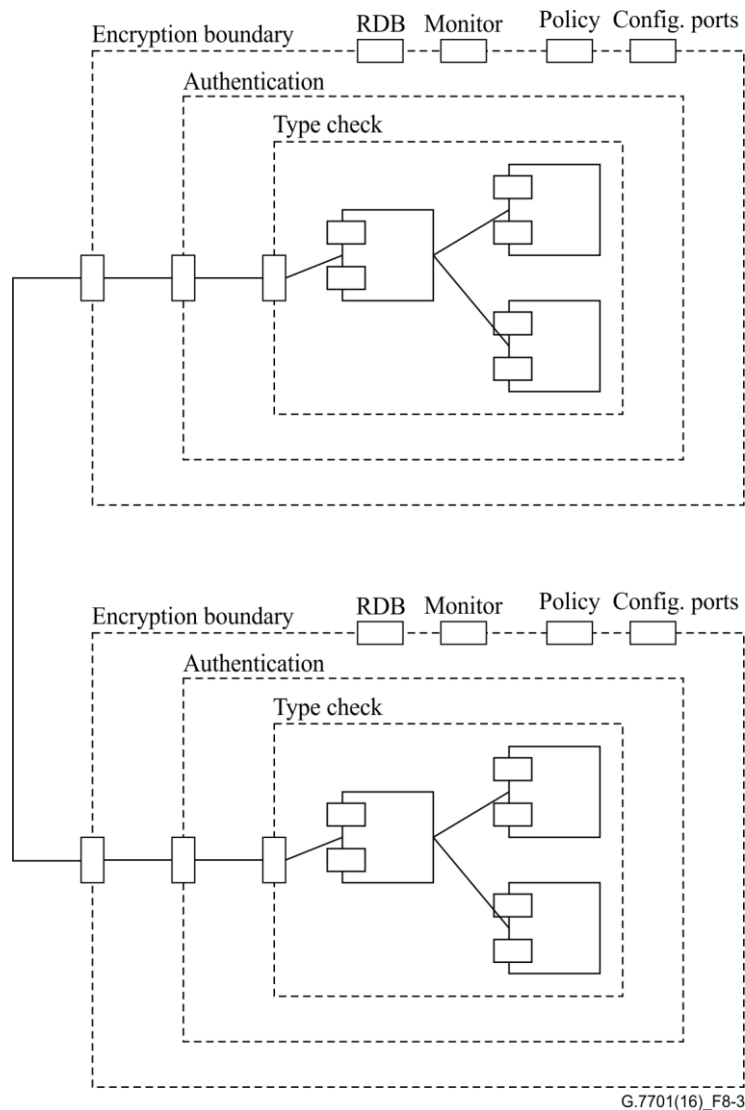 RDB Monitor Policy Config. ports
Encryption boundary
Authentication
Type check
RDB Monitor Policy Config. ports
Encryption boundary
Authentication
Type check
G.7701(16)_F8-3